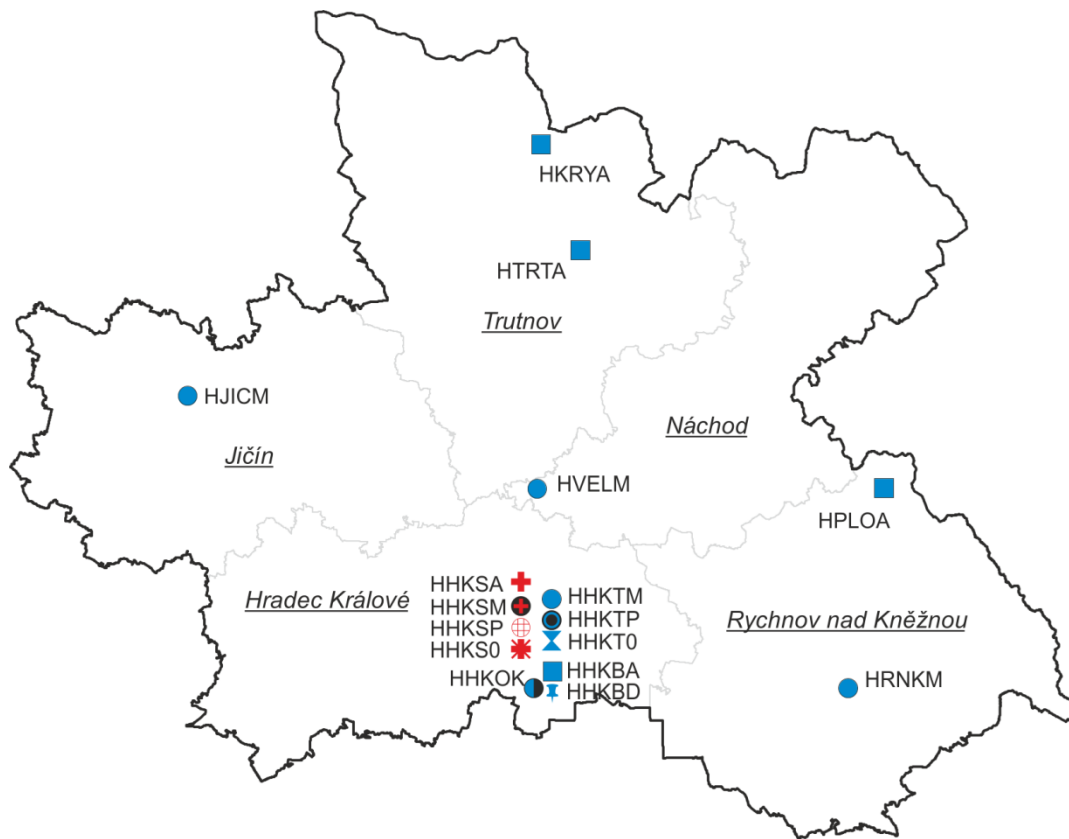 HKRYA
HTRTA
Trutnov
HJICM
Náchod
Jičín
HVELM
HPLOA
Hradec Králové
HHKSA
HHKSM
HHKSP
HHKS0
HHKOK
HHKTM
HHKTP
HHKT0
HHKBA
HHKBD
Rychnov nad Kněžnou
HRNKM